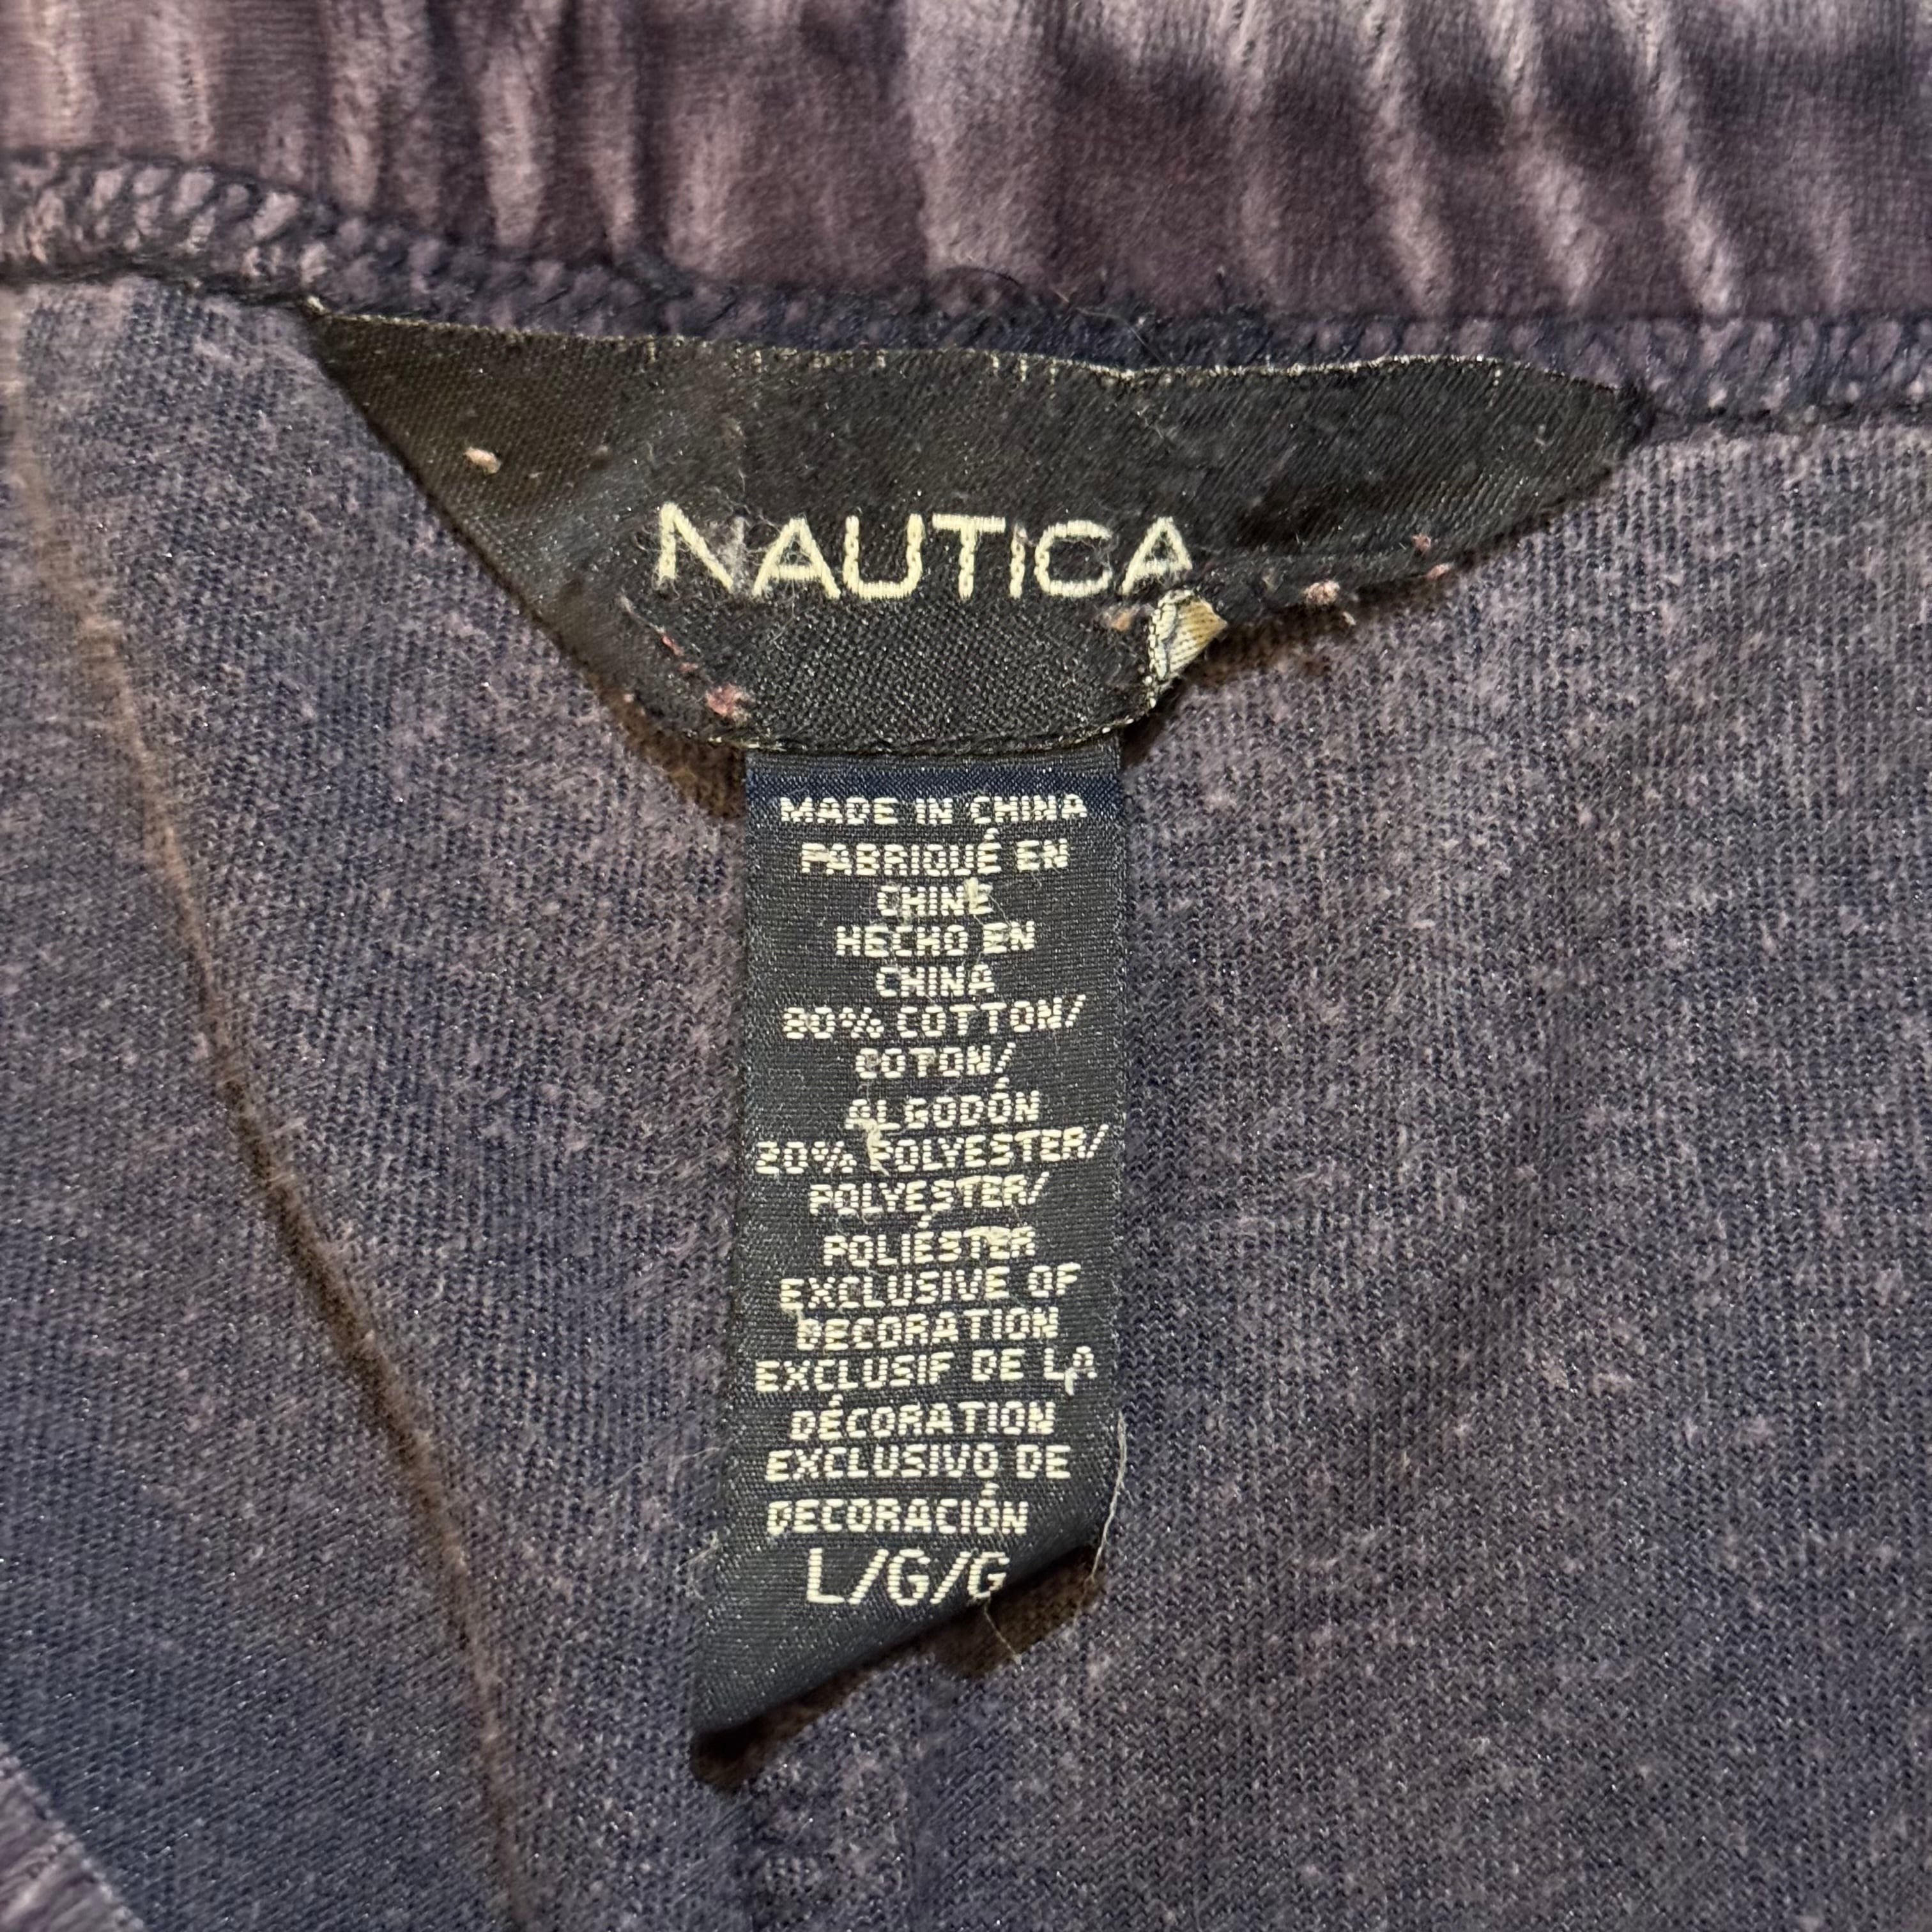 NAUTICA
MADE IN CHINA
FABRIQUÉ EN
CHINE
HECHO EN
CHINA
80% COTTON/
COTON/
ALGODÓN
20% POLYESTER/
POLYESTER/
POLIÉSTER
EXCLUSIVE OF
DECORATION
EXCLUSIF DE LA
DÉCORATION
EXCLUSIVO DE
DECORACIÓN
L/G/G